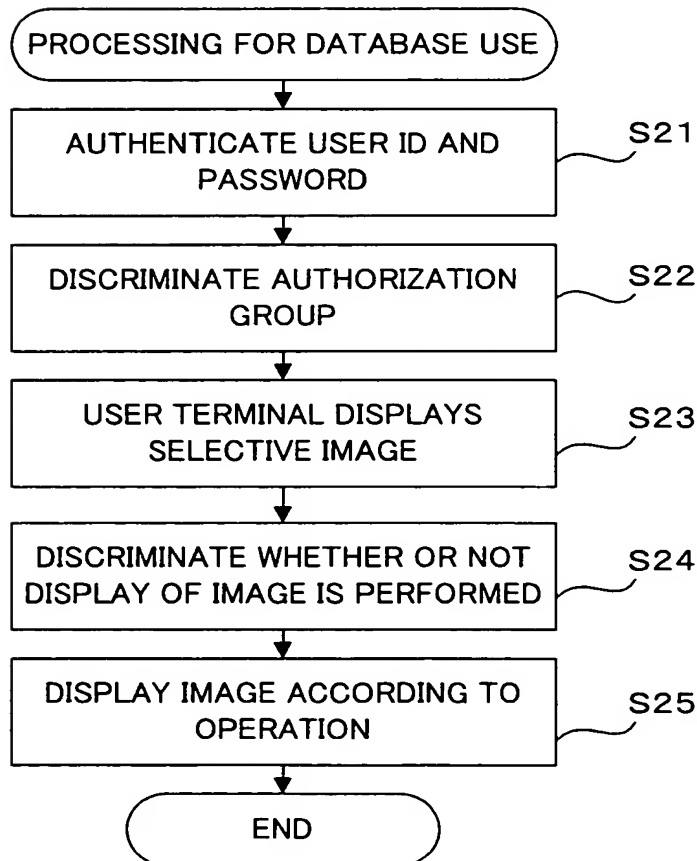 PROCESSING FOR DATABASE USE
AUTHENTICATE USER ID AND
PASSWORD
S21
DISCRIMINATE AUTHORIZATION
GROUP
S22
USER TERMINAL DISPLAYS
SELECTIVE IMAGE
S23
DISCRIMINATE WHETHER OR NOT
DISPLAY OF IMAGE IS PERFORMED
S24
DISPLAY IMAGE ACCORDING TO
OPERATION
S25
END